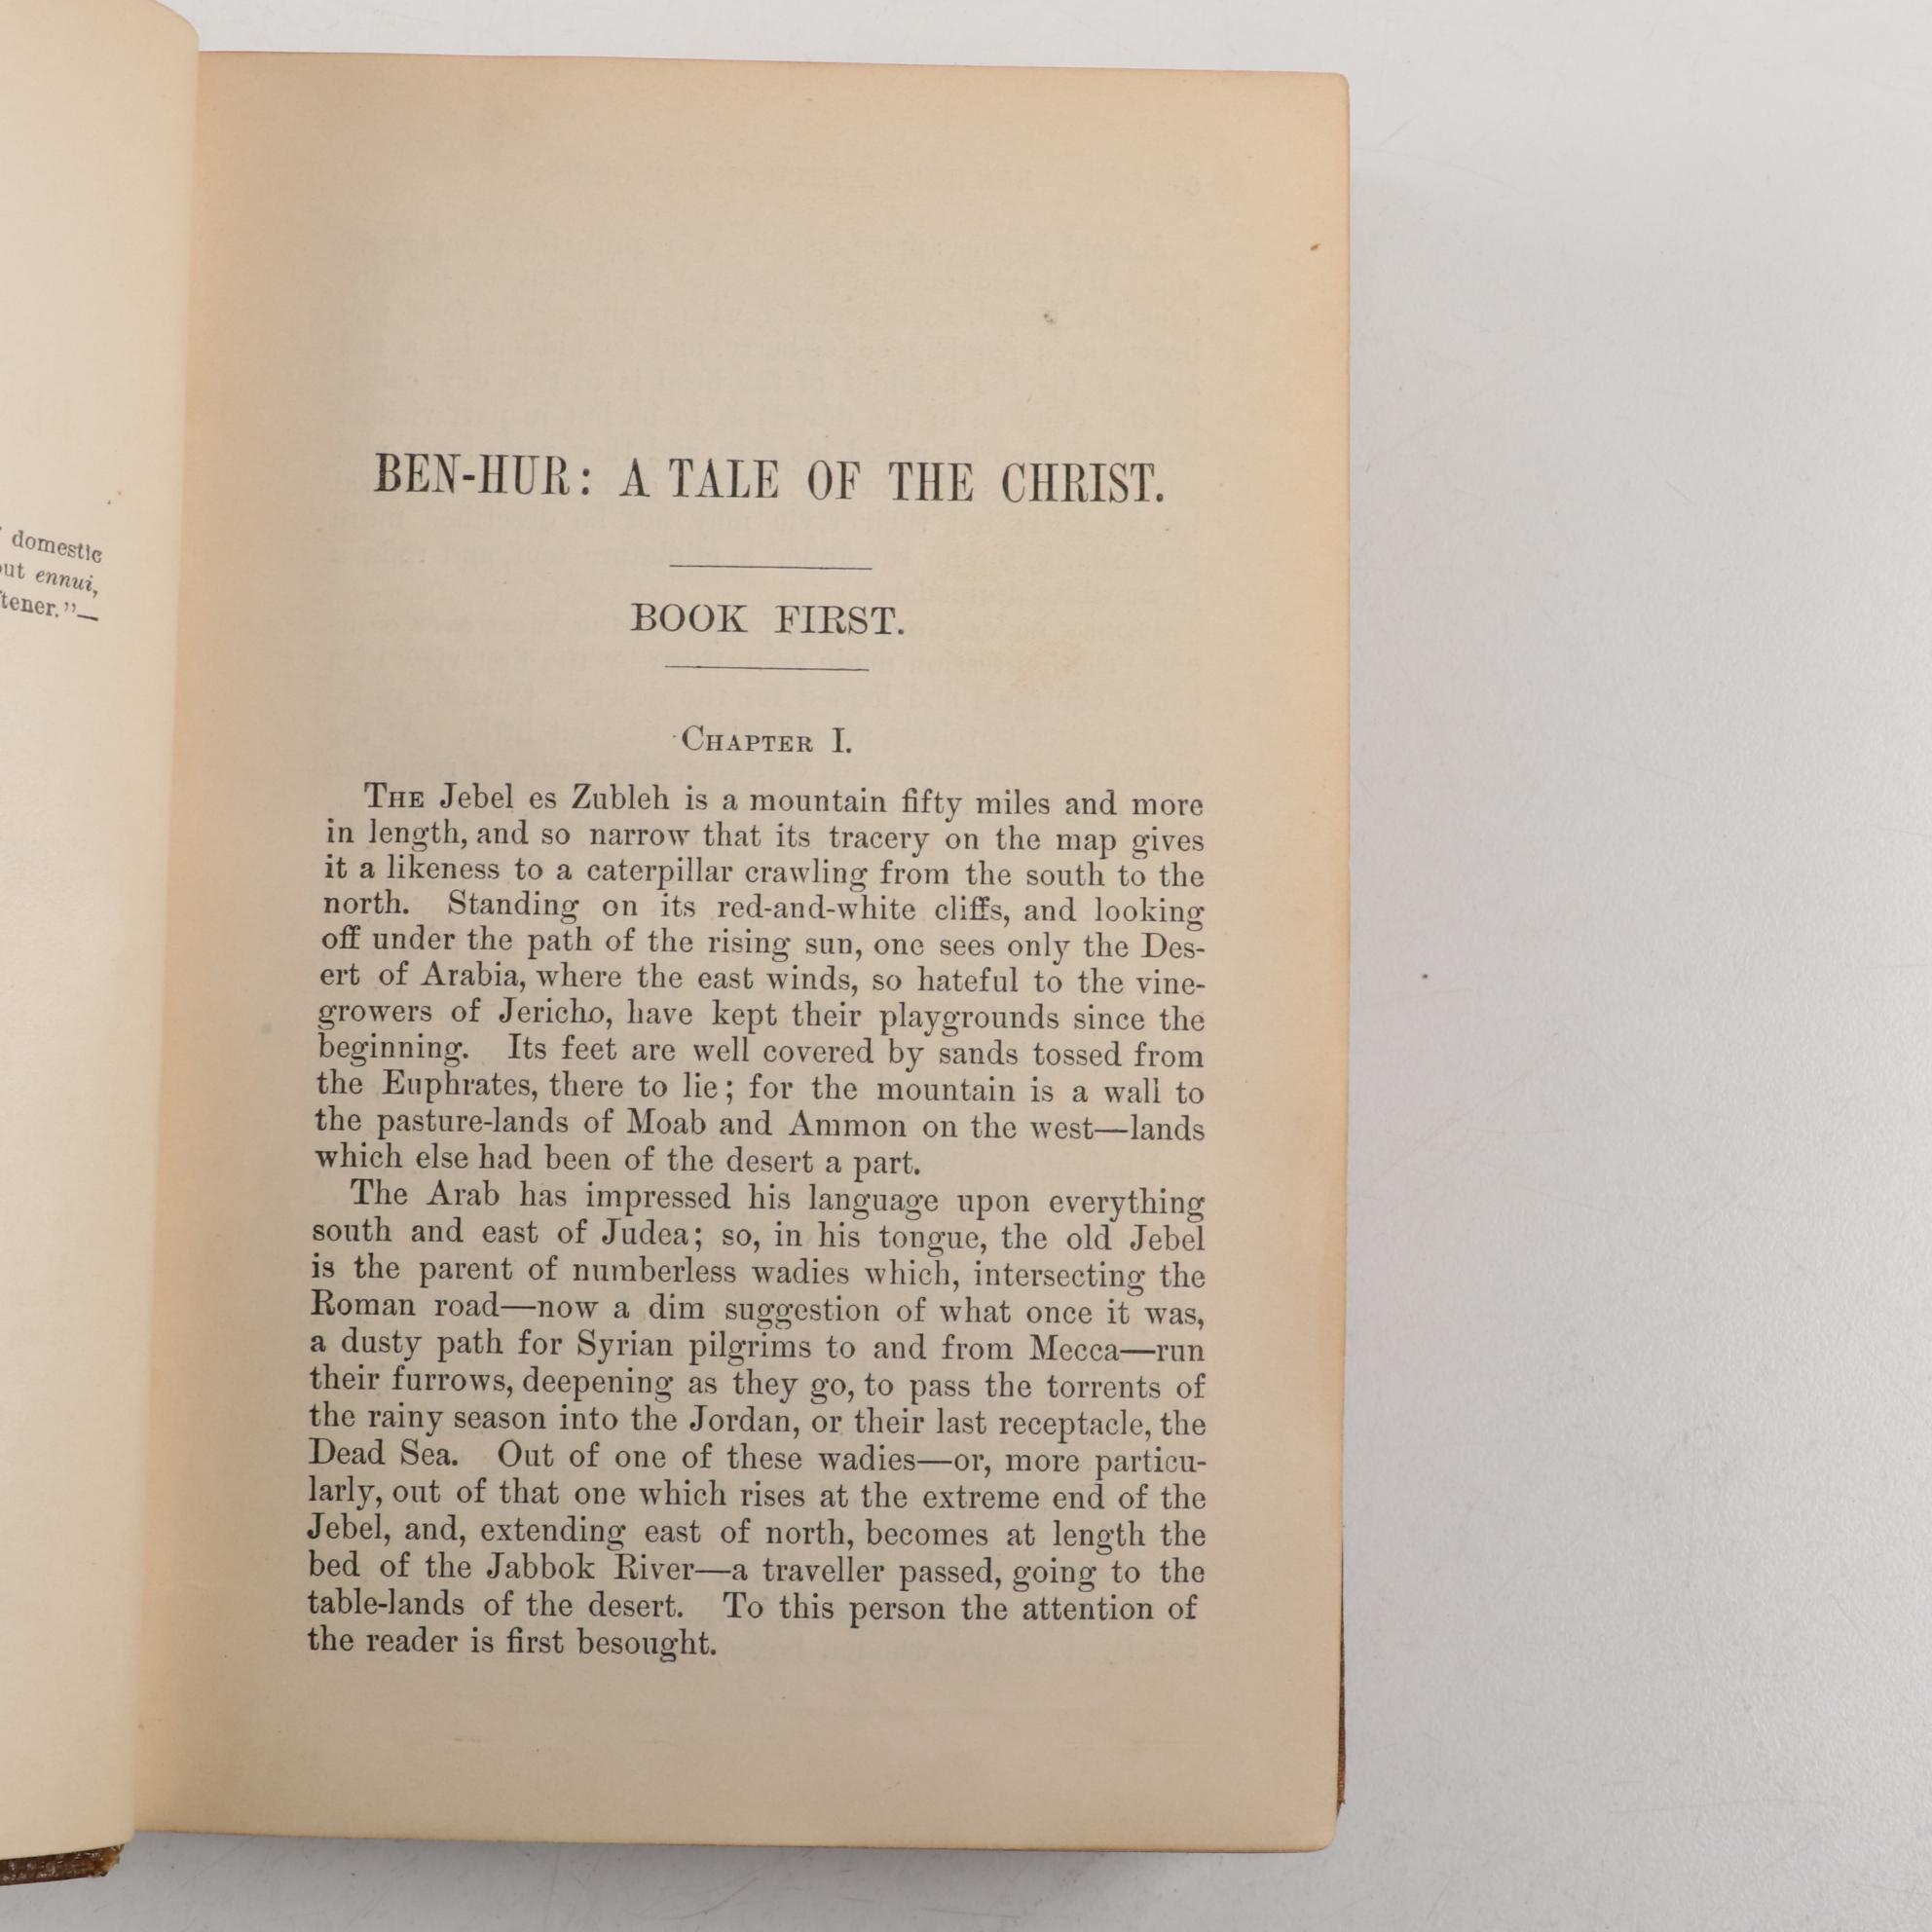 domestic
ennui,
BEN-HUR: A TALE OF THE CHRIST.
BOOK FIRST.
CHAPTER I.
THE Jebel es Zubleh is a mountain fifty miles and more
in length, and so narrow that its tracery on the map gives
it a likeness to a caterpillar crawling from the south to the
north. Standing on its red-and-white cliffs, and looking
off under the path of the rising sun, one sees only the Des-
ert of Arabia, where the east winds, so hateful to the vine-
growers of Jericho, have kept their playgrounds since the
beginning. Its feet are well covered by sands tossed from
the Euphrates, there to lie; for the mountain is a wall to
the pasture-lands of Moab and Ammon on the west—lands
which else had been of the desert a part.
The Arab has impressed his language upon everything
south and east of Judea; so, in his tongue, the old Jebel
is the parent of numberless wadies which, intersecting the
Roman road—now a dim suggestion of what once it was,
a dusty path for Syrian pilgrims to and from Mecca—run
their furrows, deepening as they go, to pass the torrents of
the rainy season into the Jordan, or their last receptacle, the
Dead Sea. Out of one of these wadies—or, more particu-
larly, out of that one which rises at the extreme end of the
Jebel, and, extending east of north, becomes at length the
bed of the Jabbok River—a traveller passed, going to the
table-lands of the desert. To this person the attention of
the reader is first besought.